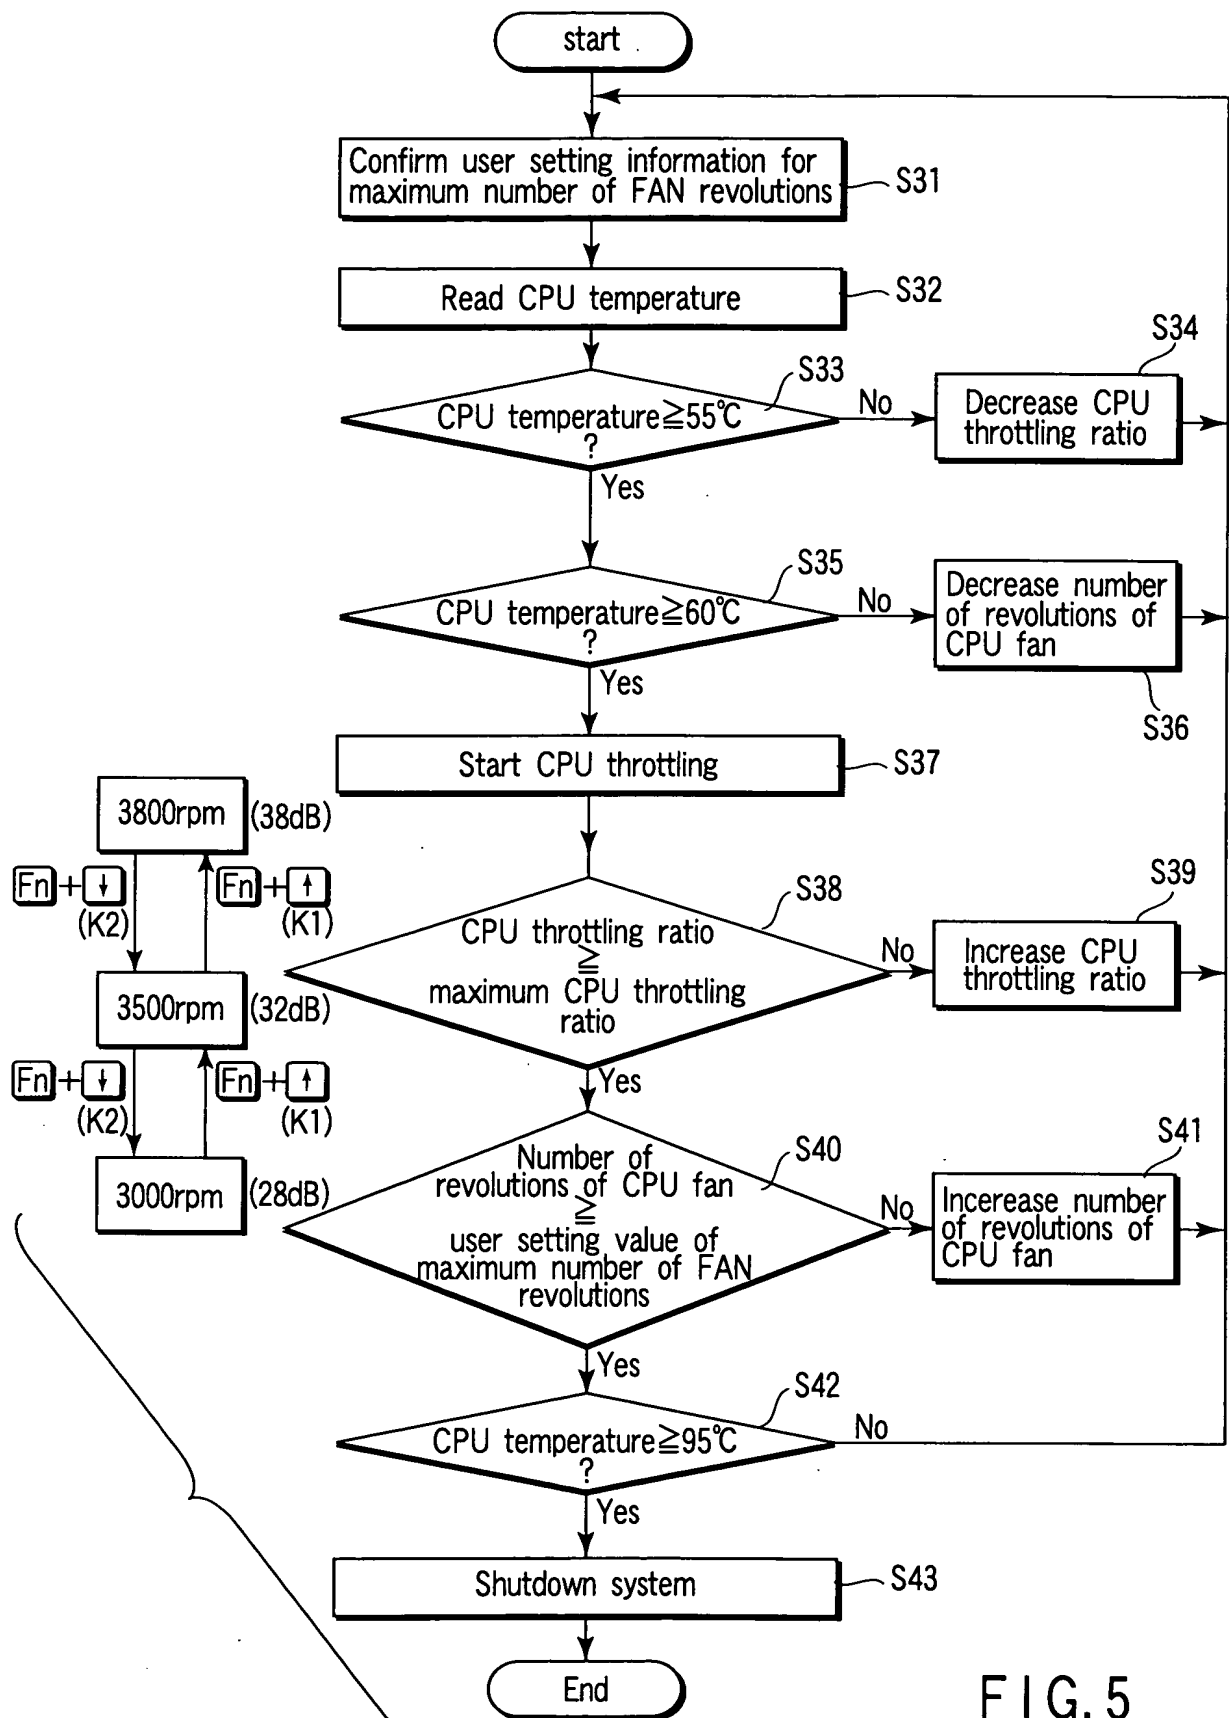 start
Confirm user setting information for
maximum number of FAN revolutions
S31
Read CPU temperature
S32
CPU temperature≧55℃
?
S33
No
Yes
S34
Decrease CPU
throttling ratio
CPU temperature≧60℃
?
S35
No
Yes
Decrease number
of revolutions of
CPU fan
S36
Start CPU throttling
S37
3800rpm (38dB)
Fn+↓ Fn+↑
(K2) (K1)
3500rpm (32dB)
Fn+↓ Fn+↑
(K2) (K1)
3000rpm (28dB)
CPU throttling ratio
≧
maximum CPU throttling
ratio
S38
No
Yes
S39
Increase CPU
throttling ratio
Number of
revolutions of CPU fan
≧
user setting value of
maximum number of FAN
revolutions
S40
No
Yes
S41
Incerease number
of revolutions of
CPU fan
CPU temperature≧95℃
?
S42
No
Yes
Shutdown system
S43
End
FIG.5